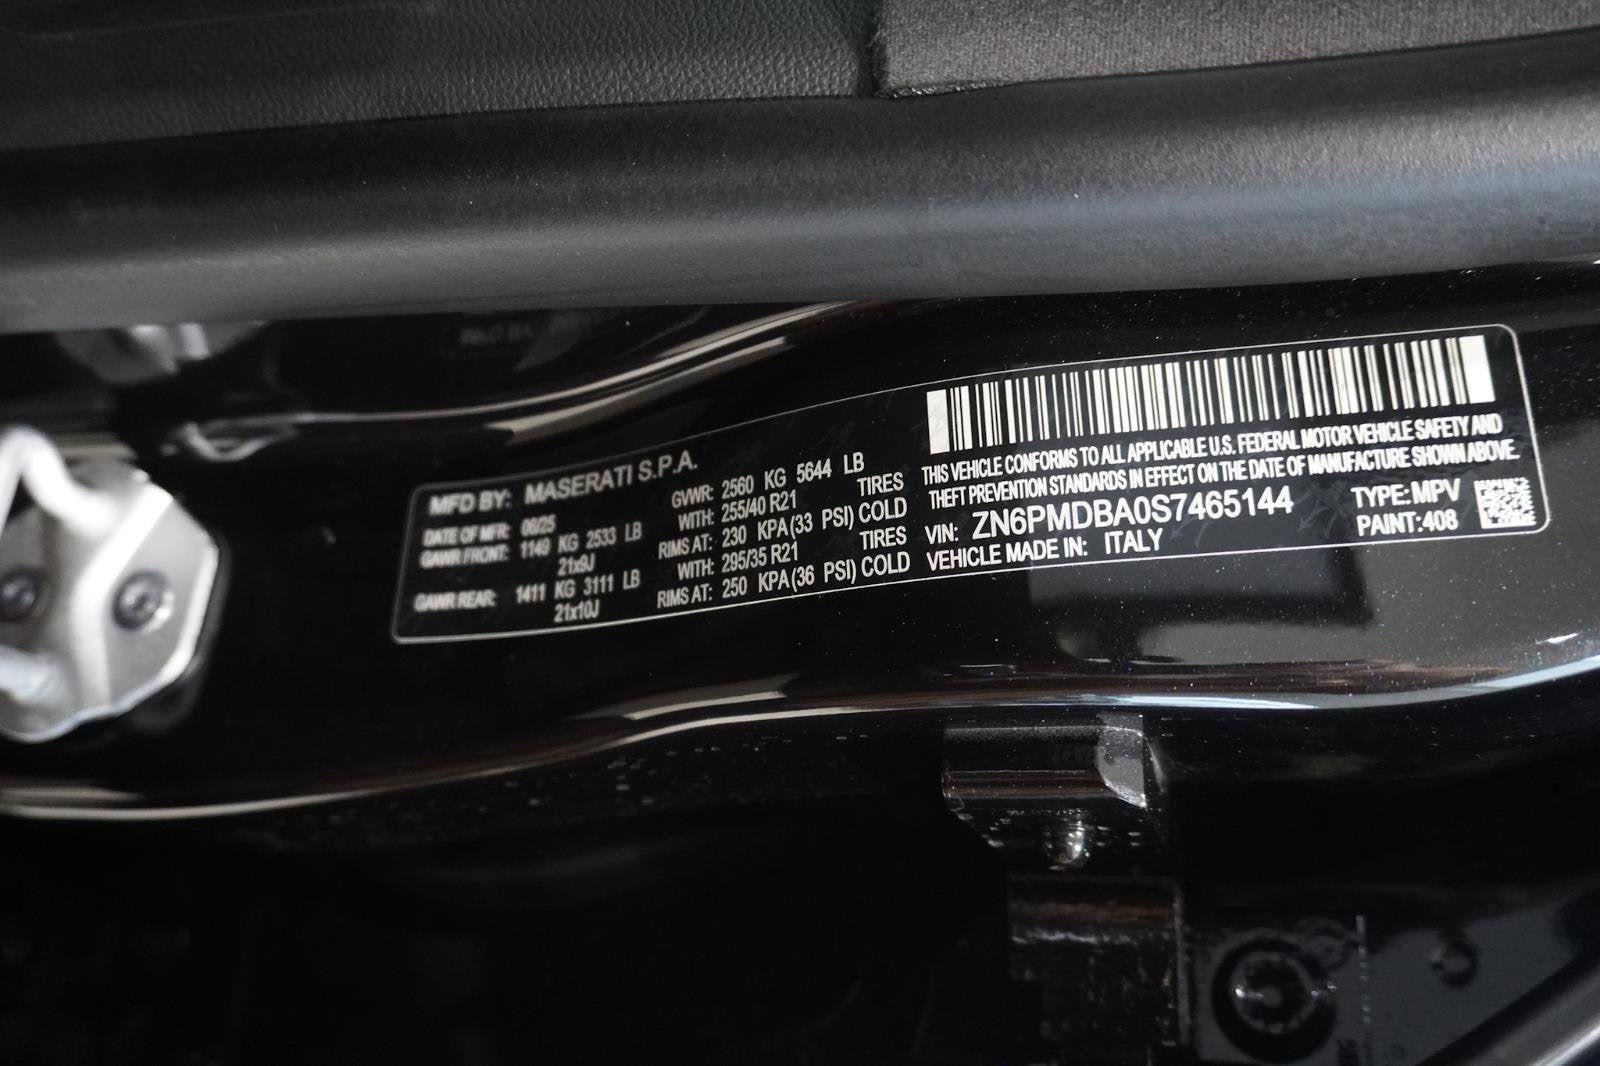 MFD BY: MASERATI S.P.A.
DATE OF MFR: 06/25 GVWR: 2560 KG 5644 LB
GAWR FRONT: 1149 KG 2533 LB WITH: 255/40 R21 TIRES
21x9J RIMS AT: 230 KPA(33 PSI) COLD
GAWR REAR: 1411 KG 3111 LB WITH: 295/35 R21 TIRES
21x10J RIMS AT: 250 KPA(36 PSI) COLD
THIS VEHICLE CONFORMS TO ALL APPLICABLE U.S. FEDERAL MOTOR VEHICLE SAFETY AND
THEFT PREVENTION STANDARDS IN EFFECT ON THE DATE OF MANUFACTURE SHOWN ABOVE.
VIN: ZN6PMDBA0S7465144 TYPE: MPV
VEHICLE MADE IN: ITALY PAINT: 408